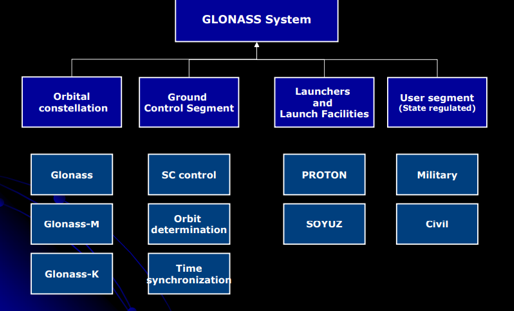 GLONASS System
Orbital
constellation
Ground
Control Segment
Launchers
and
Launch Facilities
User segment
(State regulated)
Glonass
SC control
PROTON
Military
Glonass-M
Orbit
determination
SOYUZ
Civil
Glonass-K
Time
synchronization